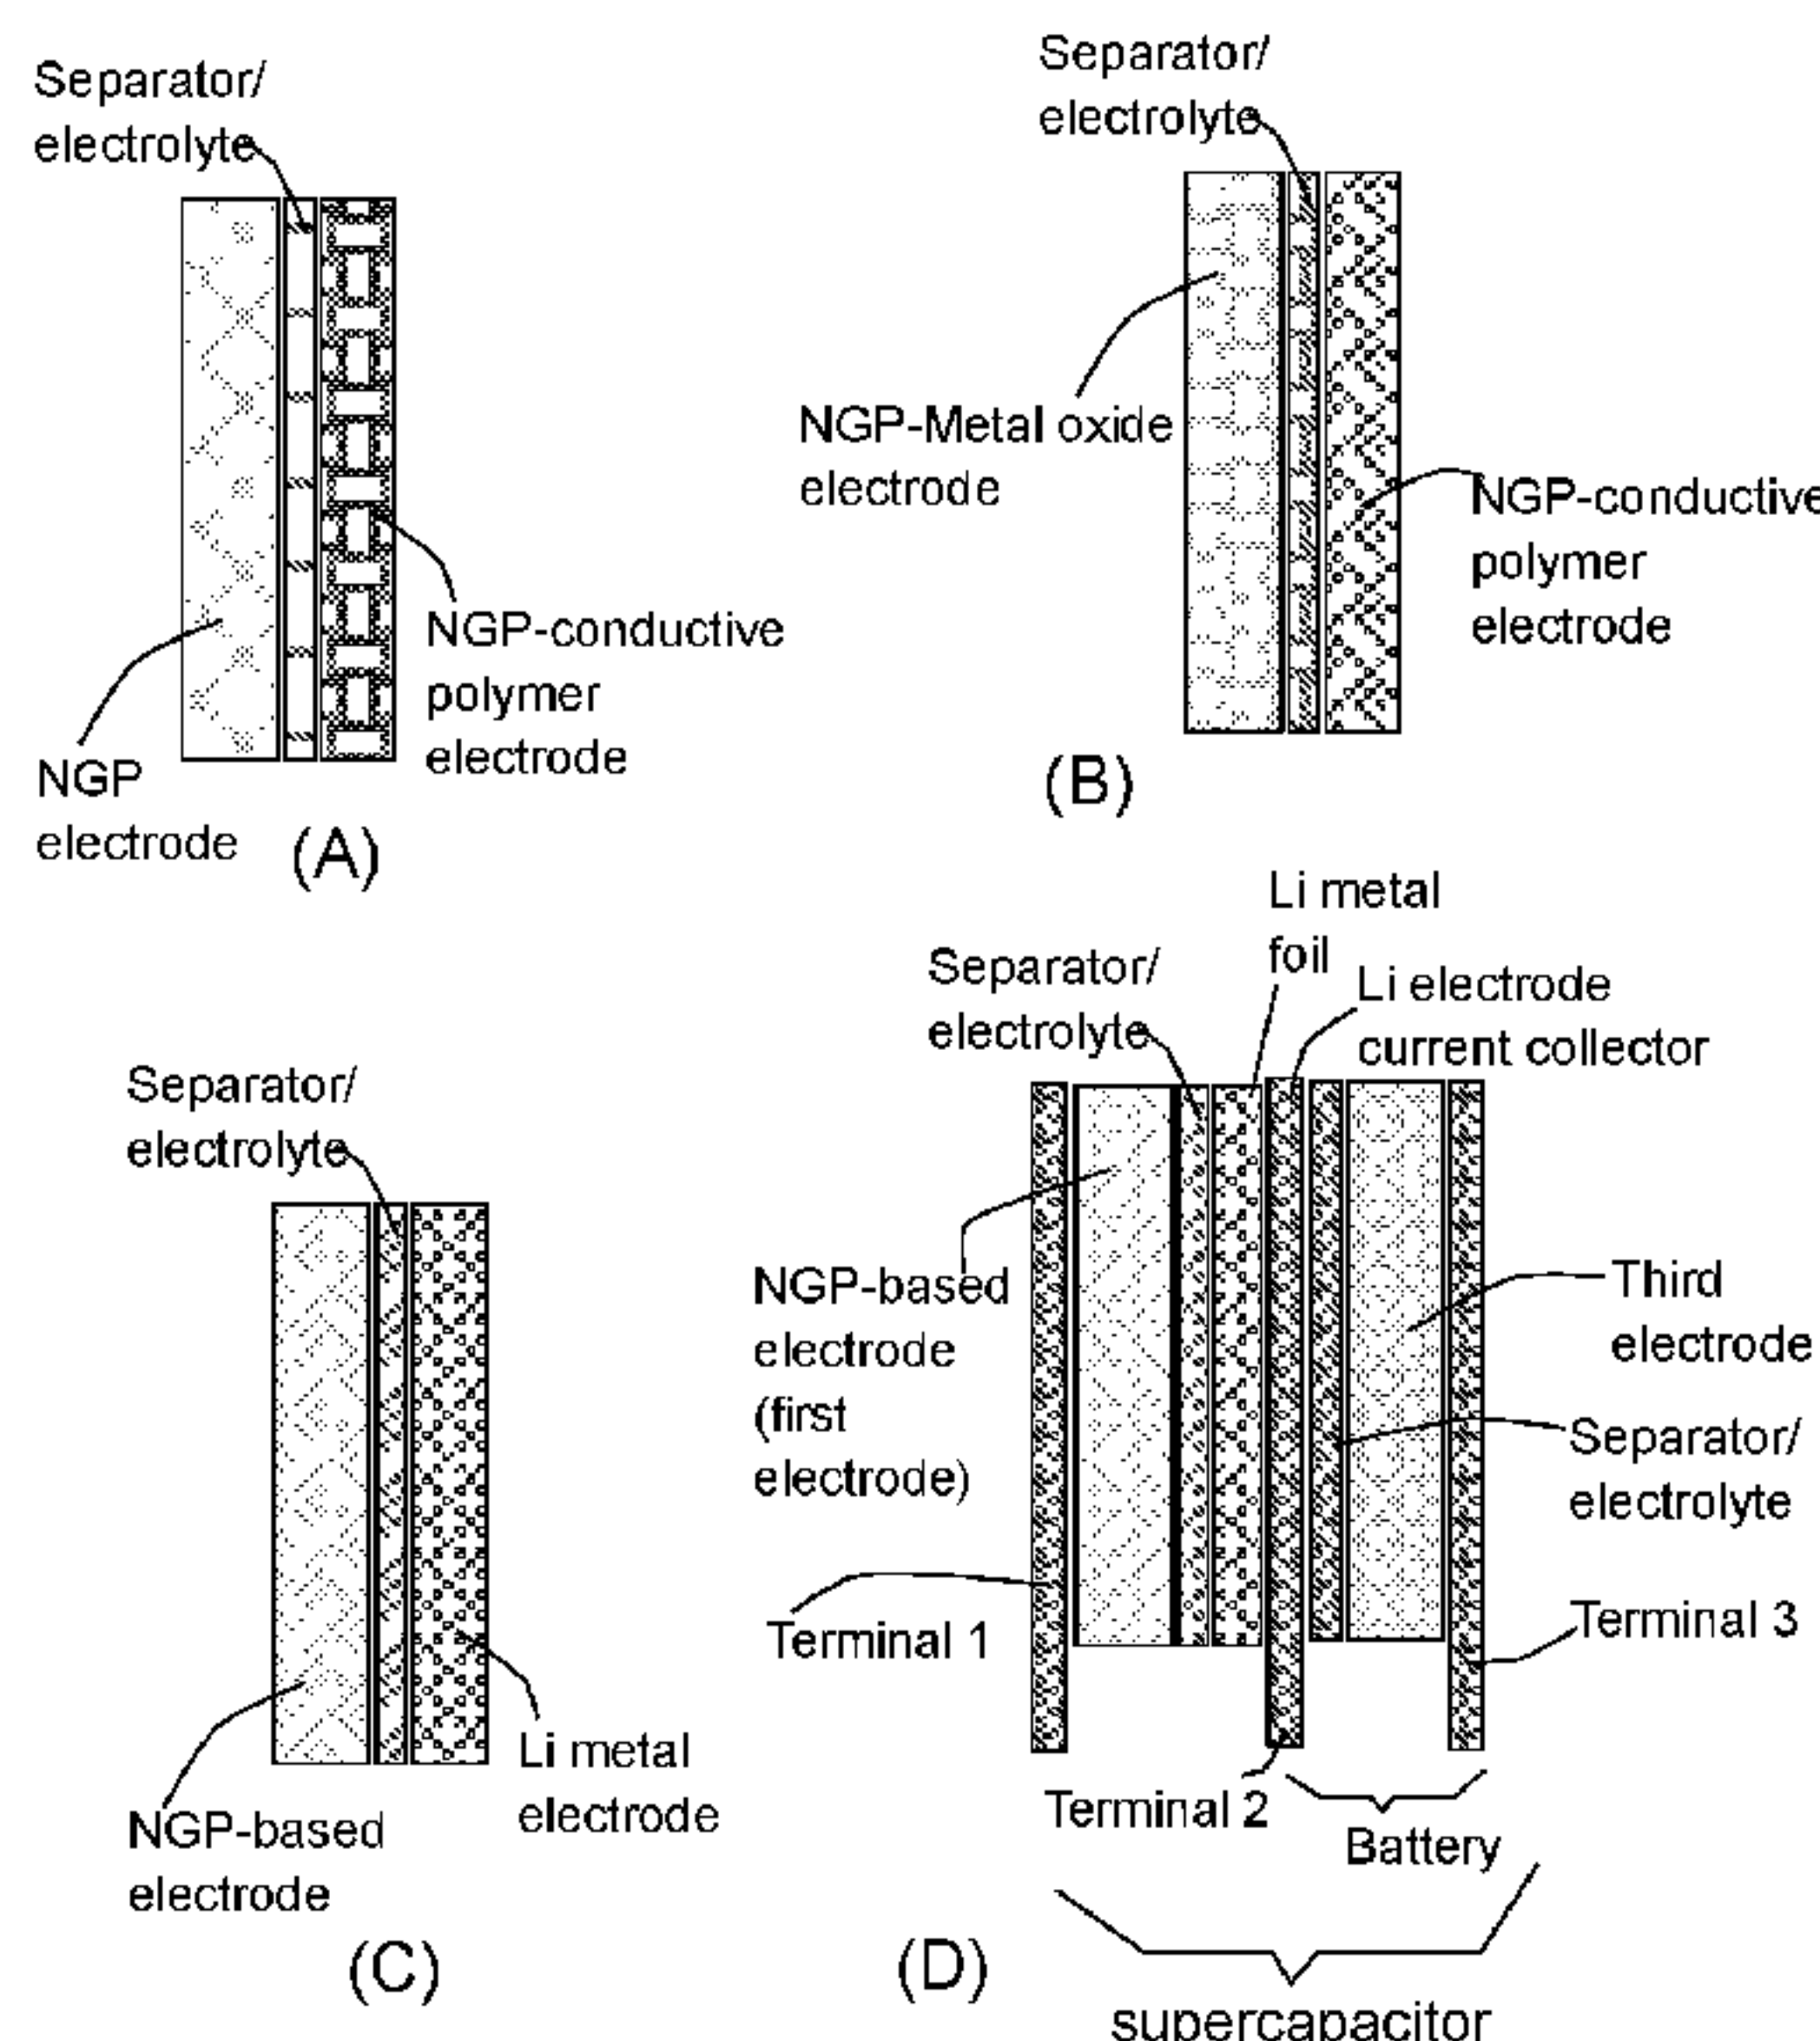 Separator/
electrolyte
NGP-conductive
polymer
electrode
NGP
electrode
(A)
Separator/
electrolyte
NGP-Metal oxide
electrode
NGP-conductive
polymer
electrode
(B)
Separator/
electrolyte
Li metal
electrode
NGP-based
electrode
(C)
Li metal
foil
Separator/
electrolyte
Li electrode
current collector
NGP-based
electrode
(first
electrode)
Third
electrode
Separator/
electrolyte
Terminal 1
Terminal 3
Terminal 2
Battery
(D)
supercapacitor